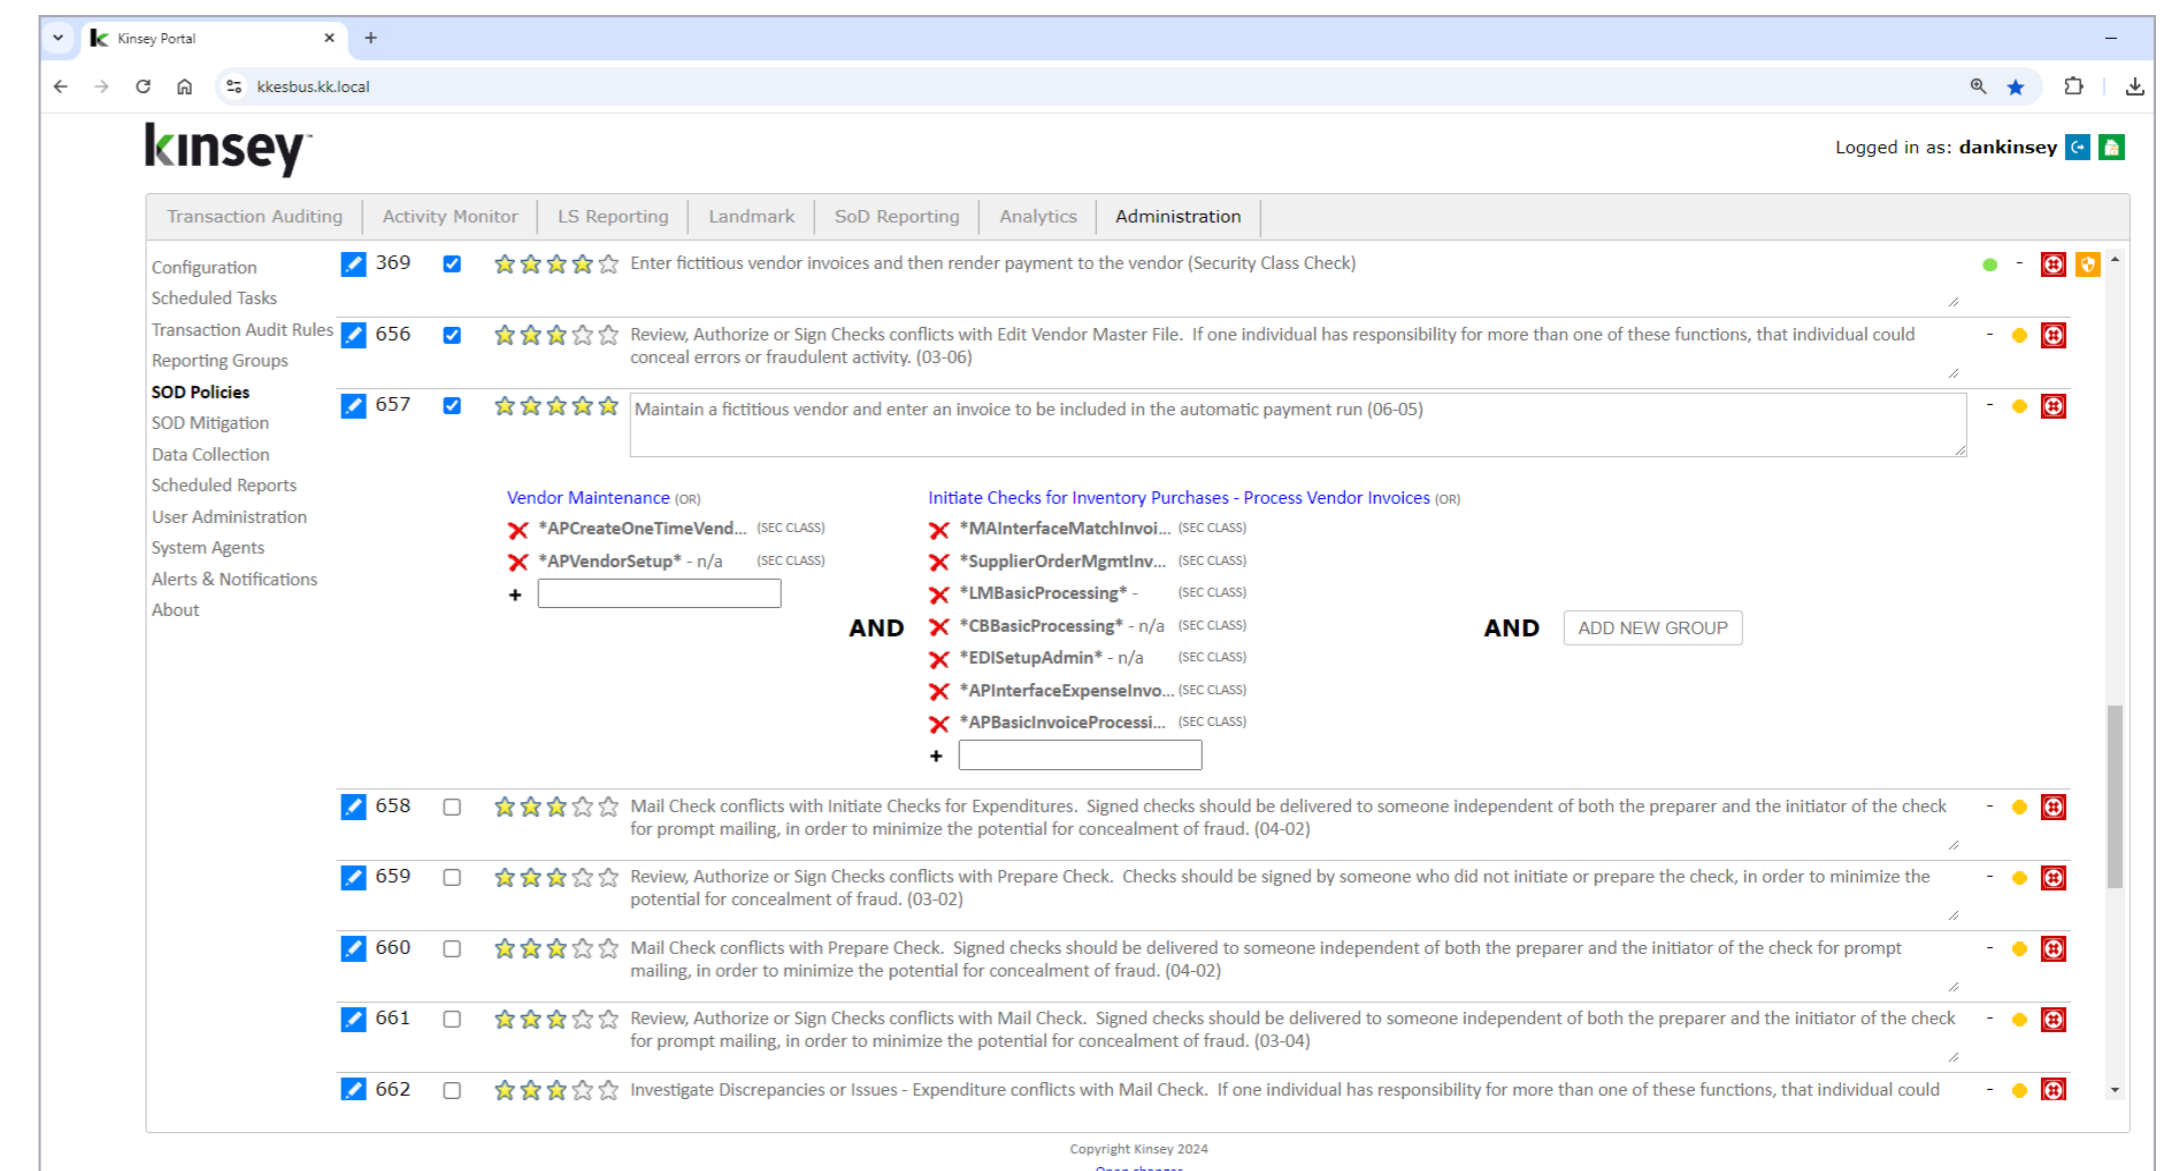 Kinsey Portal
kkesbus.kk.local
kinsey™
Logged in as: dankinsey
Transaction Auditing Activity Monitor LS Reporting Landmark SoD Reporting Analytics Administration
Configuration
Scheduled Tasks
Transaction Audit Rules
Reporting Groups
SOD Policies
SOD Mitigation
Data Collection
Scheduled Reports
User Administration
System Agents
Alerts & Notifications
About
369 Enter fictitious vendor invoices and then render payment to the vendor (Security Class Check) -
656 Review, Authorize or Sign Checks conflicts with Edit Vendor Master File. If one individual has responsibility for more than one of these functions, that individual could -
conceal errors or fraudulent activity. (03-06)
657 Maintain a fictitious vendor and enter an invoice to be included in the automatic payment run (06-05) -
Vendor Maintenance (OR)
*APCreateOneTimeVend... (SEC CLASS)
*APVendorSetup* - n/a (SEC CLASS)
+
AND
Initiate Checks for Inventory Purchases - Process Vendor Invoices (OR)
*MAInterfaceMatchInvoi... (SEC CLASS)
*SupplierOrderMgmtInv... (SEC CLASS)
*LMBasicProcessing* - (SEC CLASS)
*CBBasicProcessing* - n/a (SEC CLASS)
*EDISetupAdmin* - n/a (SEC CLASS)
*APInterfaceExpenseInvo... (SEC CLASS)
*APBasicInvoiceProcessi... (SEC CLASS)
+
AND ADD NEW GROUP
658 Mail Check conflicts with Initiate Checks for Expenditures. Signed checks should be delivered to someone independent of both the preparer and the initiator of the check -
for prompt mailing, in order to minimize the potential for concealment of fraud. (04-02)
659 Review, Authorize or Sign Checks conflicts with Prepare Check. Checks should be signed by someone who did not initiate or prepare the check, in order to minimize the -
potential for concealment of fraud. (03-02)
660 Mail Check conflicts with Prepare Check. Signed checks should be delivered to someone independent of both the preparer and the initiator of the check for prompt -
mailing, in order to minimize the potential for concealment of fraud. (04-02)
661 Review, Authorize or Sign Checks conflicts with Mail Check. Signed checks should be delivered to someone independent of both the preparer and the initiator of the check -
for prompt mailing, in order to minimize the potential for concealment of fraud. (03-04)
662 Investigate Discrepancies or Issues - Expenditure conflicts with Mail Check. If one individual has responsibility for more than one of these functions, that individual could -
Copyright Kinsey 2024
Open changes